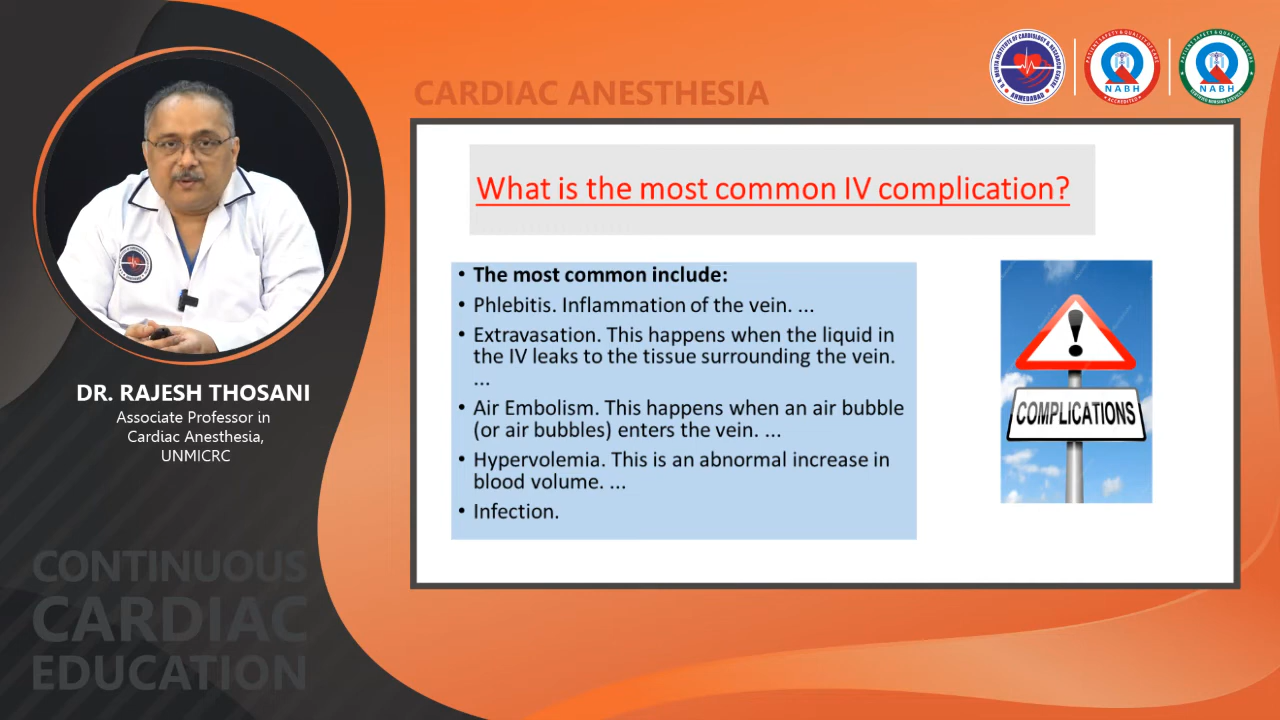 CARDIAC ANESTHESIA
NABH
ACCREDITED
NABH
AHMEDABAD
What is the most common IV complication?
• The most common include:
• Phlebitis. Inflammation of the vein. ...
• Extravasation. This happens when the liquid in
the IV leaks to the tissue surrounding the vein.
...
• Air Embolism. This happens when an air bubble
(or air bubbles) enters the vein. ...
• Hypervolemia. This is an abnormal increase in
blood volume. ...
• Infection.
COMPLICATIONS
DR. RAJESH THOSANI
Associate Professor in
Cardiac Anesthesia,
UNMICRC
CONTINUOUS
CARDIAC
EDUCATION